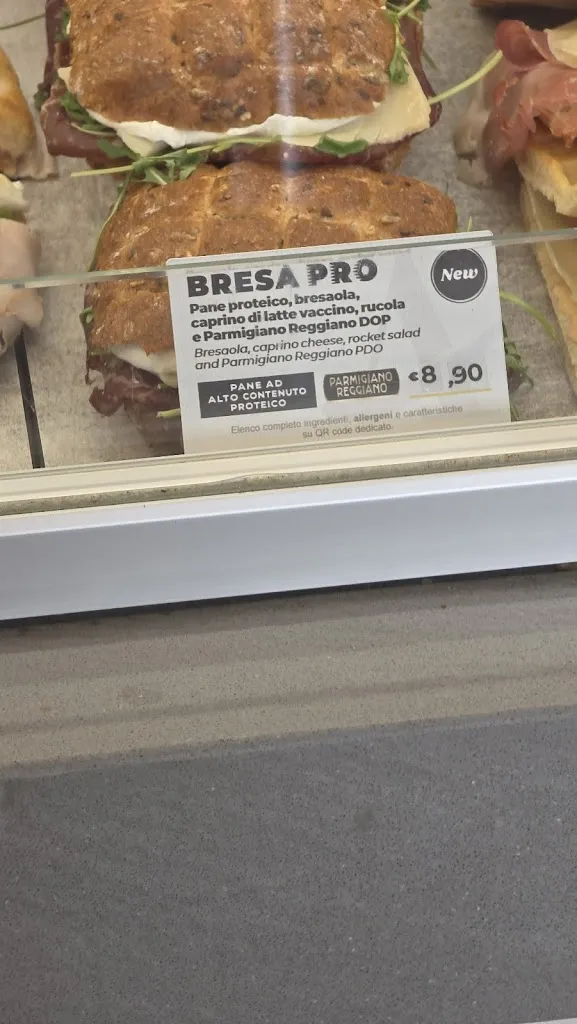 BRESA PRO
New
Pane proteico, bresaola,
caprino di latte vaccino, rucola
e Parmigiano Reggiano DOP
Bresaola, caprino cheese, rocket salad
and Parmigiano Reggiano PDO
PANE AD
ALTO CONTENUTO
PROTEICO
PARMIGIANO
REGGIANO
€8,90
Elenco completo ingredienti, allergeni e caratteristiche
su QR code dedicato.